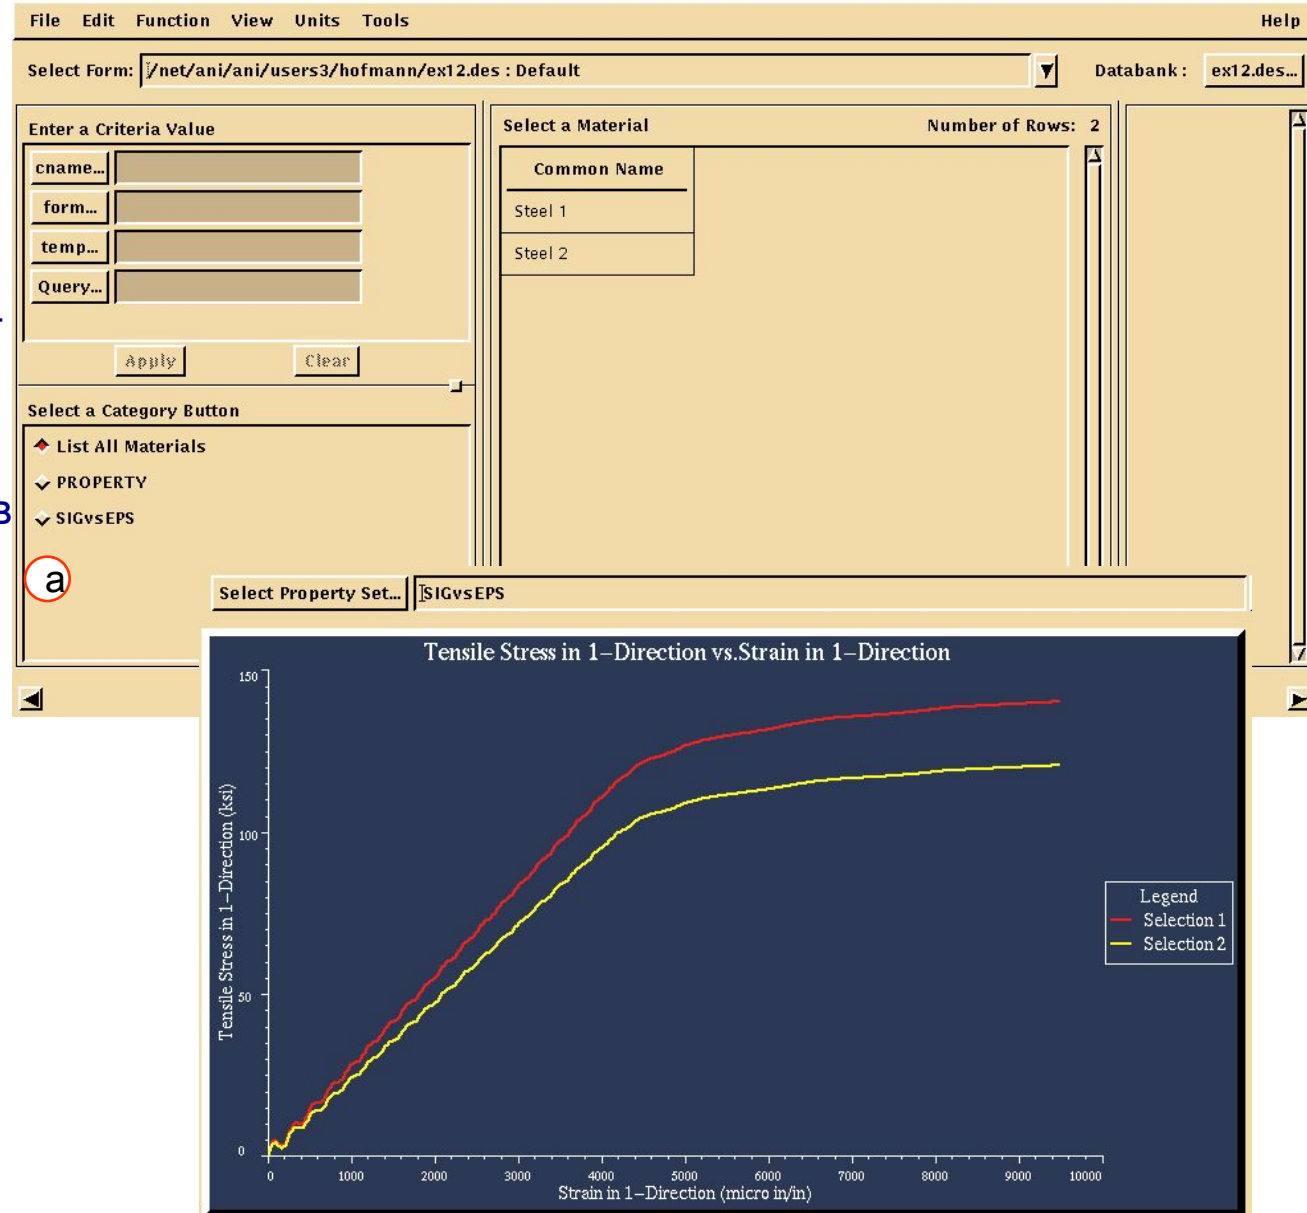 File Edit Function View Units Tools Help
Select Form: /net/ani/ani/users3/hofmann/ex12.des : Default Databank : ex12.des...
Enter a Criteria Value
cname...
form...
temp...
Query...
Apply Clear
Select a Category Button
List All Materials
PROPERTY
SIGvsEPS
B
a
Select a Material Number of Rows: 2
Common Name
Steel 1
Steel 2
Select Property Set... SIGvsEPS
Tensile Stress in 1-Direction vs.Strain in 1-Direction
Tensile Stress in 1-Direction (ksi)
150
100
50
0
0 1000 2000 3000 4000 5000 6000 7000 8000 9000 10000
Strain in 1-Direction (micro in/in)
Legend
Selection 1
Selection 2